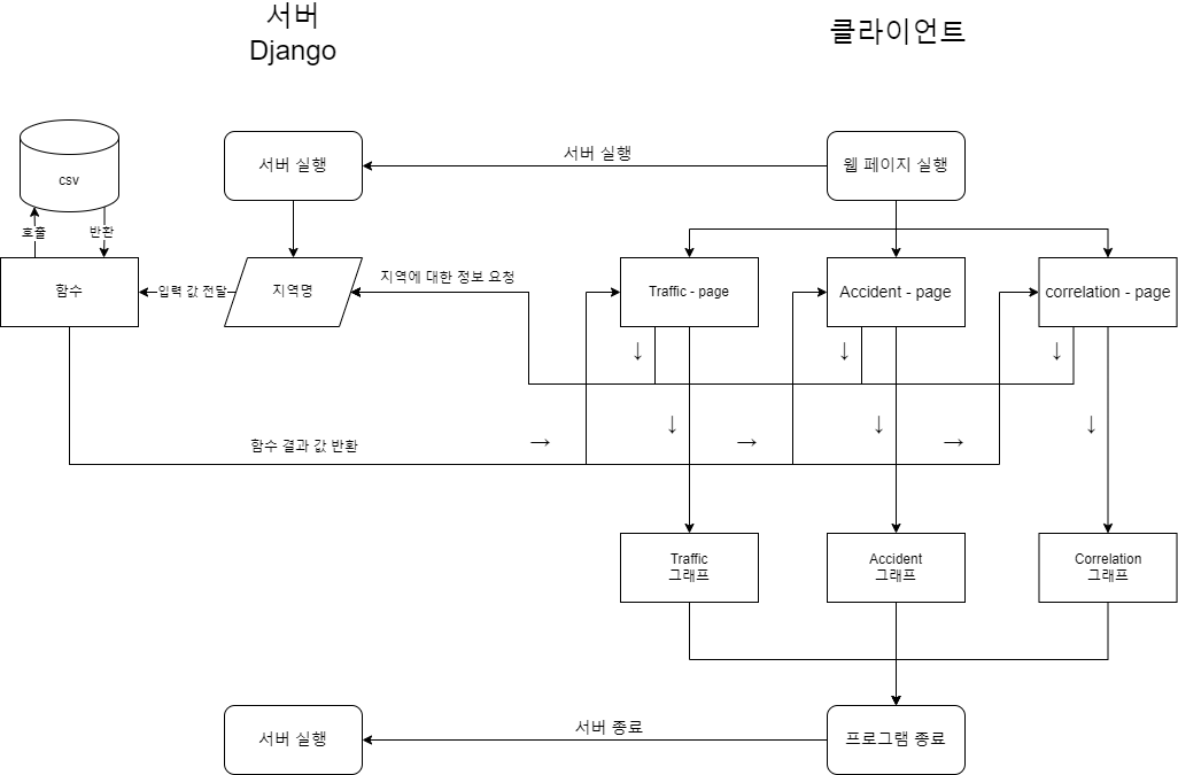 서버
Django
클라이언트
csv
서버 실행
서버 실행
웹 페이지 실행
호출
반환
함수
입력 값 전달
지역명
지역에 대한 정보 요청
Traffic - page
Accident - page
correlation - page
↓
↓
↓
↓
↓
↓
함수 결과 값 반환
→
→
→
Traffic
그래프
Accident
그래프
Correlation
그래프
서버 실행
서버 종료
프로그램 종료